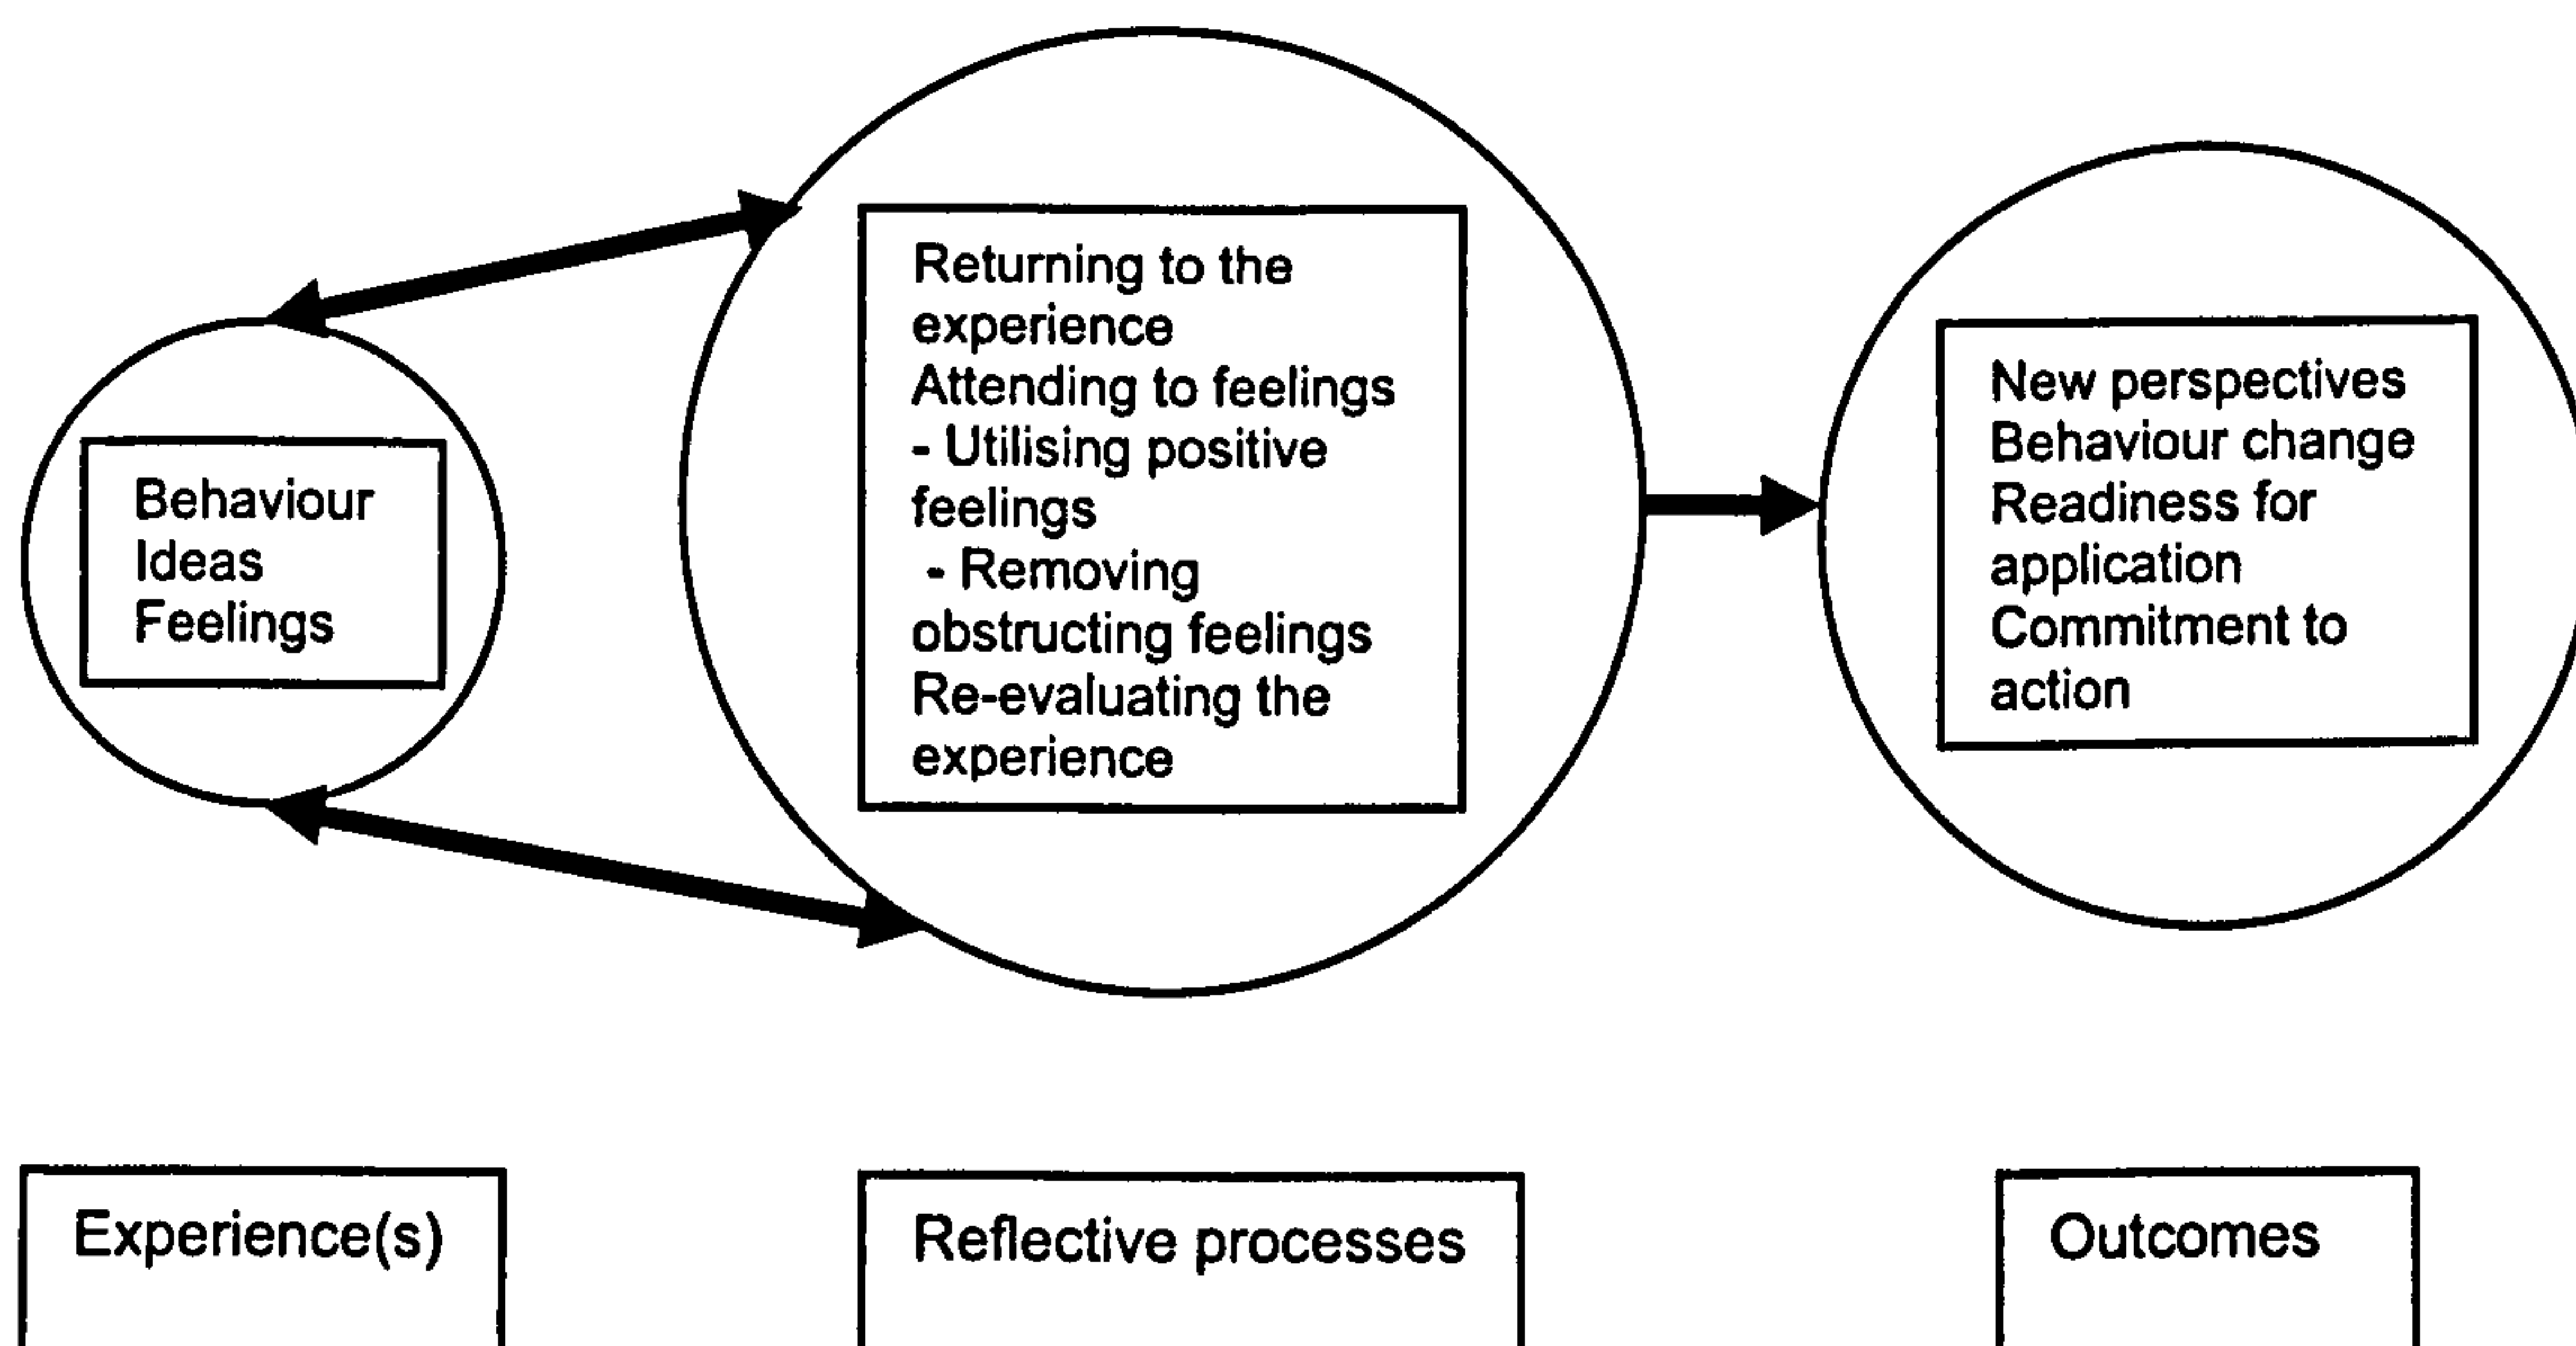 Behaviour
Ideas
Feelings
Returning to the
experience
Attending to feelings
- Utilising positive
feelings
- Removing
obstructing feelings
Re-evaluating the
experience
New perspectives
Behaviour change
Readiness for
application
Commitment to
action
Experience(s)
Reflective processes
Outcomes